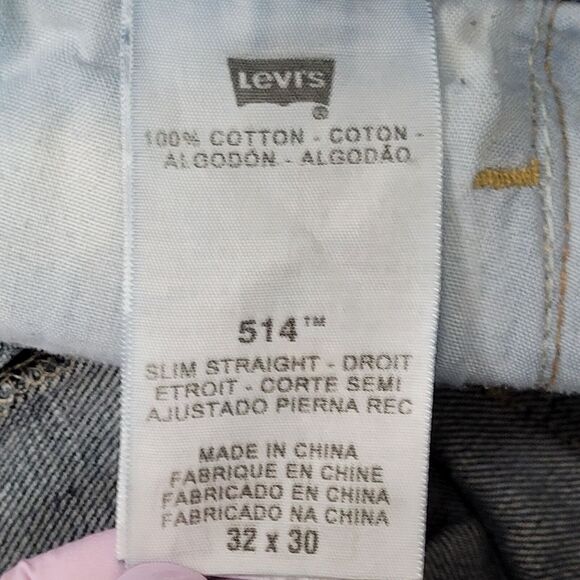 Levi's
®
100% COTTON - COTON -
ALGODÓN - ALGODÃO
514™
SLIM STRAIGHT - DROIT
ETROIT - CORTE SEMI
AJUSTADO PIERNA REC
MADE IN CHINA
FABRIQUE EN CHINE
FABRICADO EN CHINA
FABRICADO NA CHINA
32 x 30